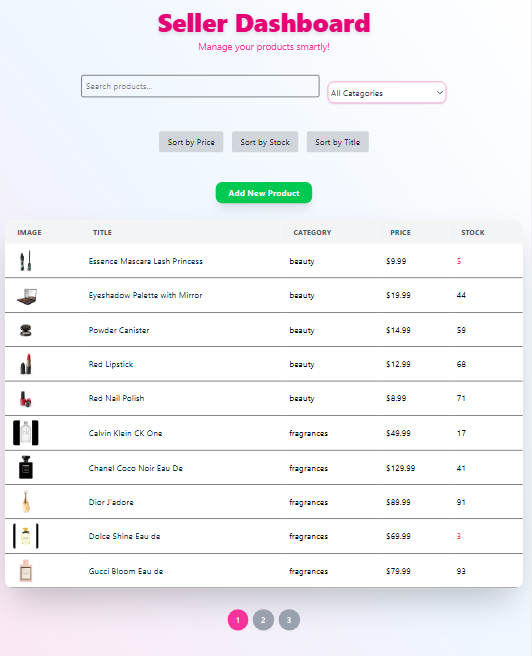 Seller Dashboard
Manage your products smartly!
Search products...
All Categories
Sort by Price Sort by Stock Sort by Title
Add New Product
IMAGE TITLE CATEGORY PRICE STOCK
Essence Mascara Lash Princess beauty $9.99 5
Eyeshadow Palette with Mirror beauty $19.99 44
Powder Canister beauty $14.99 59
Red Lipstick beauty $12.99 68
Red Nail Polish beauty $8.99 71
Calvin Klein CK One fragrances $49.99 17
Chanel Coco Noir Eau De fragrances $129.99 41
Dior J'adore fragrances $89.99 91
Dolce Shine Eau de fragrances $69.99 3
Gucci Bloom Eau de fragrances $79.99 93
1 2 3